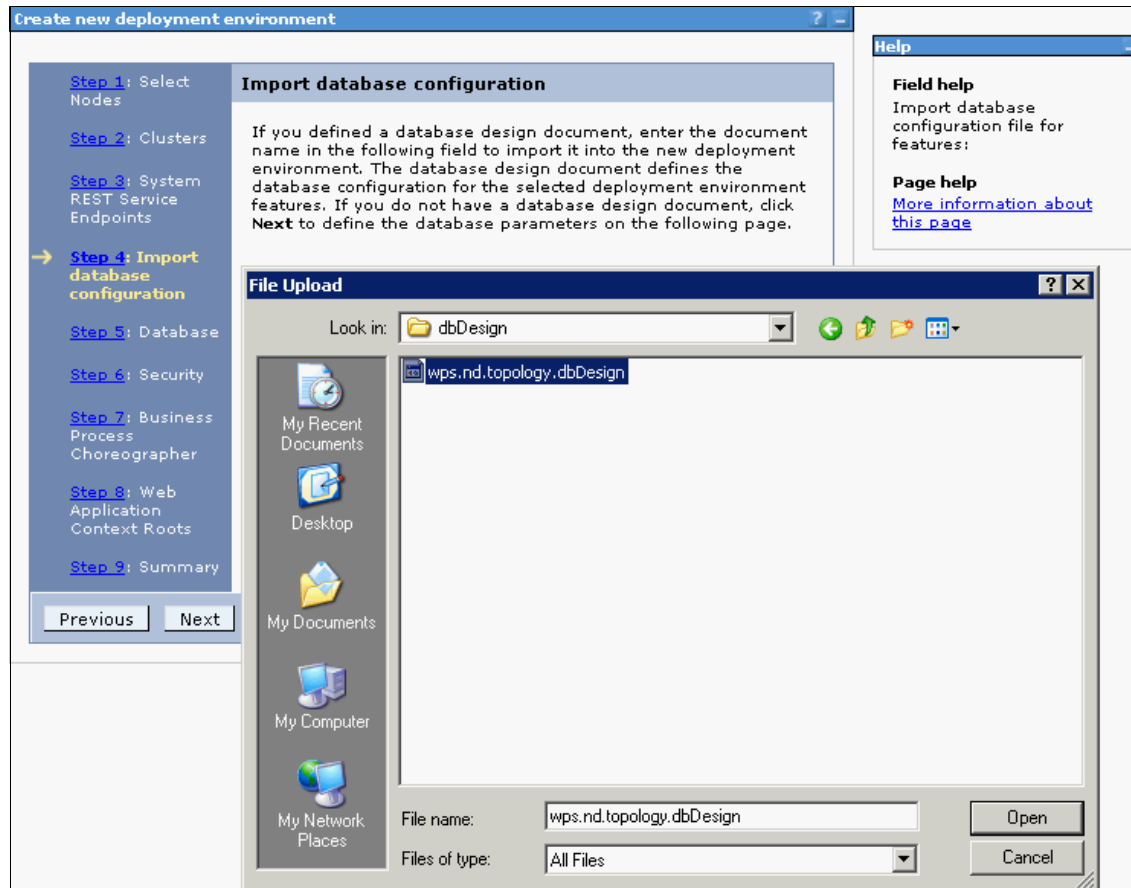 Create new deployment environment
Step 1: Select
Nodes
Step 2: Clusters
Step 3: System
REST Service
Endpoints
Step 4: Import
database
configuration
Step 5: Database
Step 6: Security
Step 7: Business
Process
Choreographer
Step 8: Web
Application
Context Roots
Step 9: Summary
Previous
Next
Import database configuration
If you defined a database design document, enter the document
name in the following field to import it into the new deployment
environment. The database design document defines the
database configuration for the selected deployment environment
features. If you do not have a database design document, click
Next to define the database parameters on the following page.
Help
Field help
Import database
configuration file for
features:
Page help
More information about
this page
File Upload
Look in:
dbDesign
wps.nd.topology.dbDesign
My Recent
Documents
Desktop
My Documents
My Computer
My Network
Places
File name:
wps.nd.topology.dbDesign
Open
Files of type:
All Files
Cancel